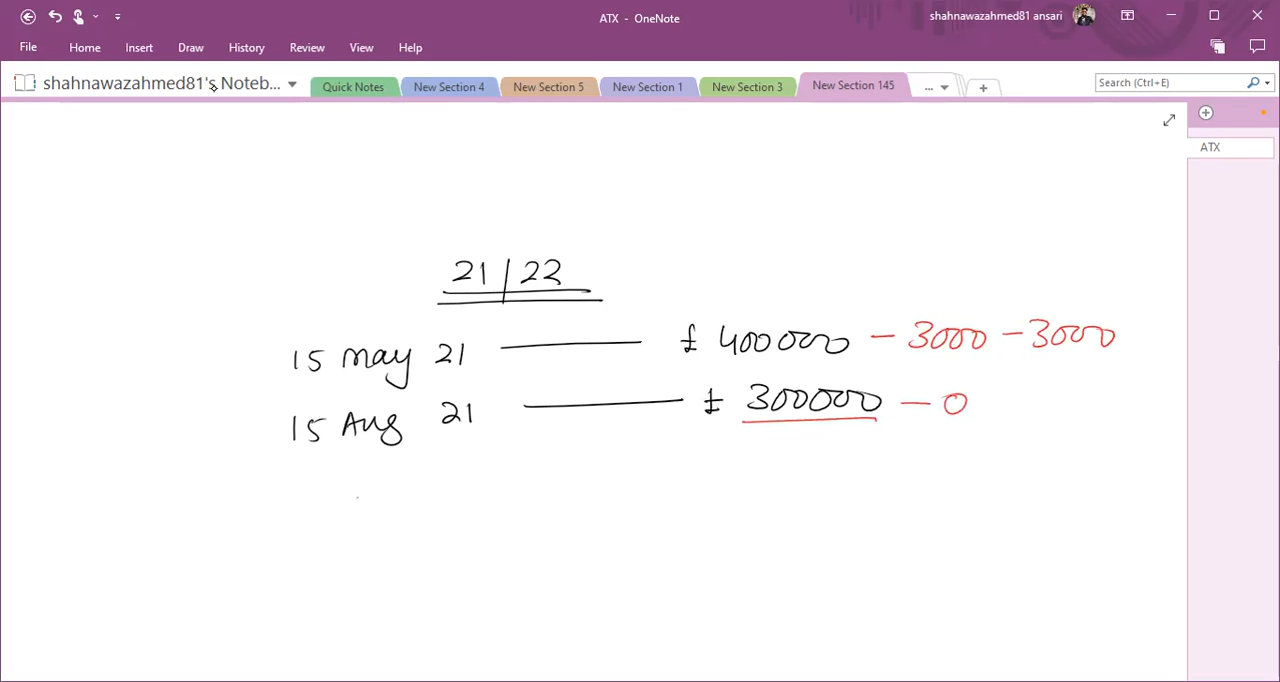 ATX - OneNote
shahnawazahmed81 ansari
File Home Insert Draw History Review View Help
shahnawazahmed81's Noteb...
Quick Notes New Section 4 New Section 5 New Section 1 New Section 3 New Section 145 ...
Search (Ctrl+E)
ATX
21 | 22
15 may 21 — £ 400000 - 3000 - 3000
15 Aug 21 — £ 300000 - 0